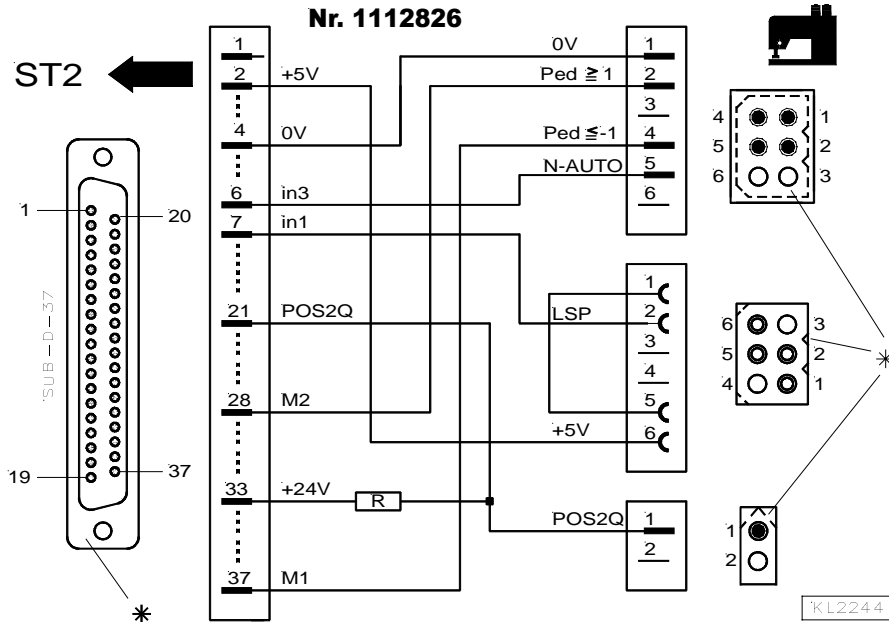 Nr. 1112826
ST2
1
2 +5V
4 0V
6 in3
7 in1
21 POS2Q
28 M2
33 +24V
R
37 M1
0V 1
Ped ≧ 1 2
3
Ped ≦-1 4
N-AUTO 5
6
1
LSP 2
3
4
5
+5V 6
POS2Q 1
2
1
20
SUB-D-37
19
37
4 1
5 2
6 3
6 3
5 2
4 1
1
2
KL2244